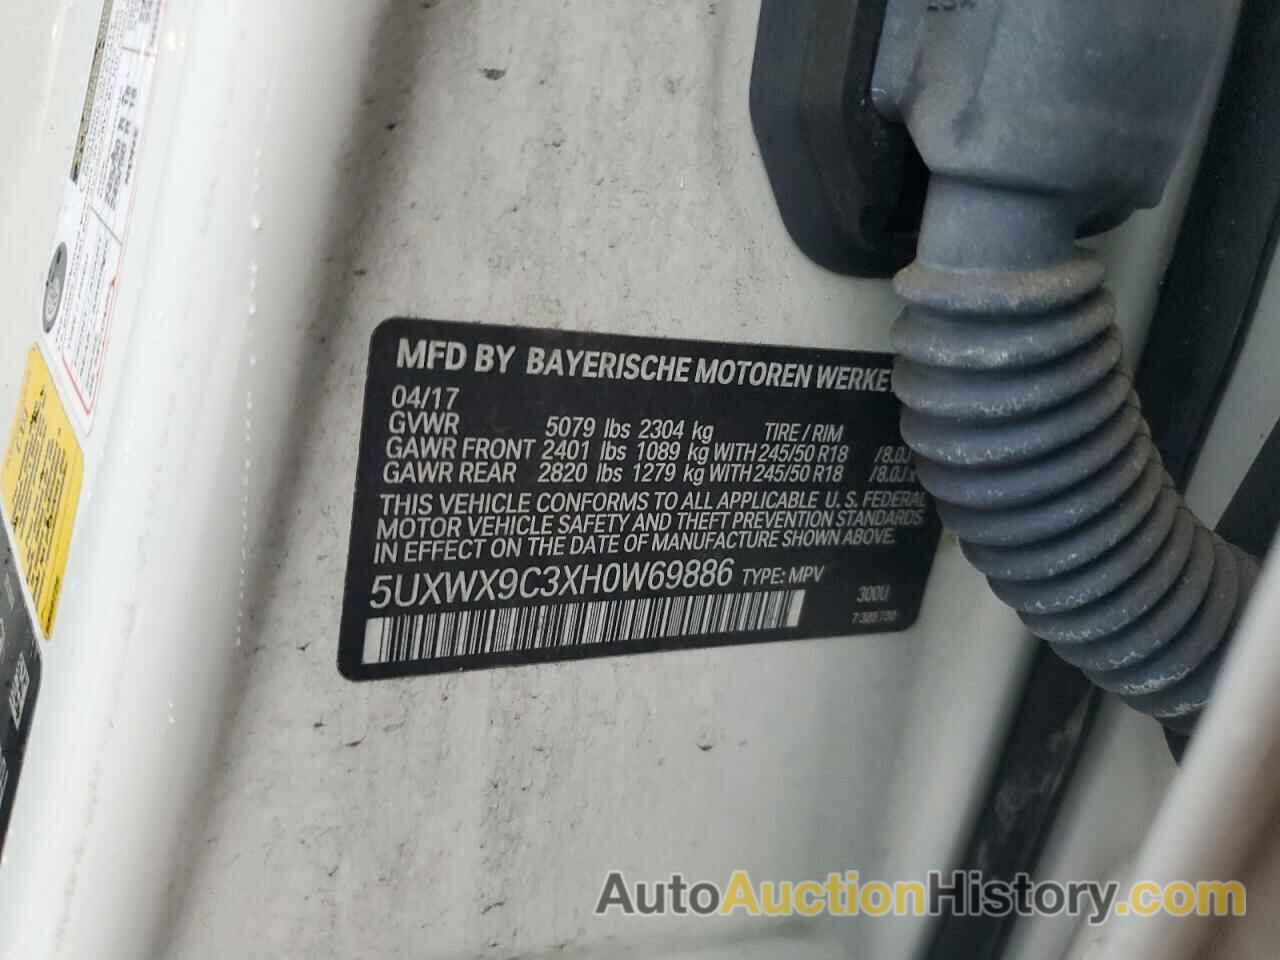 MFD BY BAYERISCHE MOTOREN WERKE
04/17
GVWR 5079 lbs 2304 kg TIRE / RIM
GAWR FRONT 2401 lbs 1089 kg WITH 245/50 R18 /8.0J
GAWR REAR 2820 lbs 1279 kg WITH 245/50 R18 /8.0J x
THIS VEHICLE CONFORMS TO ALL APPLICABLE U. S. FEDERAL
MOTOR VEHICLE SAFETY AND THEFT PREVENTION STANDARDS
IN EFFECT ON THE DATE OF MANUFACTURE SHOWN ABOVE.
5UXWX9C3XH0W69886 TYPE: MPV
300U
AutoAuctionHistory.com